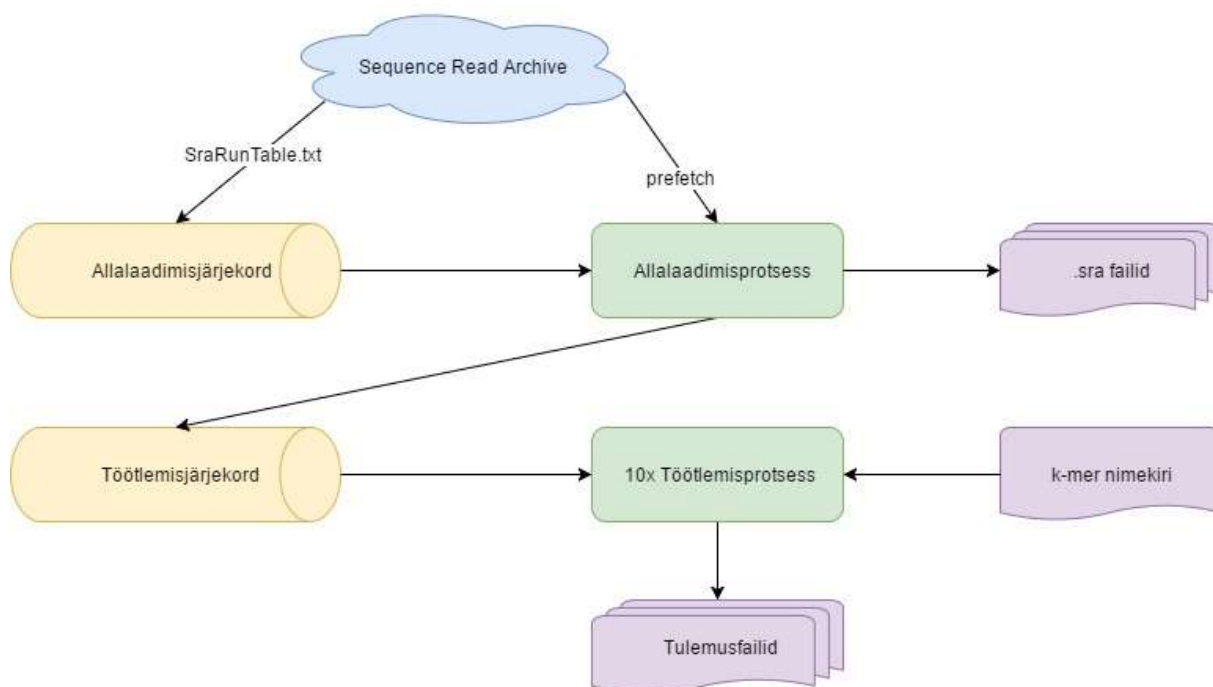 Sequence Read Archive
SraRunTable.txt
prefetch
Allalaadimisjärjekord
Allalaadimisprotsess
.sra failid
Töötlemisjärjekord
10x Töötlemisprotsess
k-mer nimekiri
Tulemusfailid